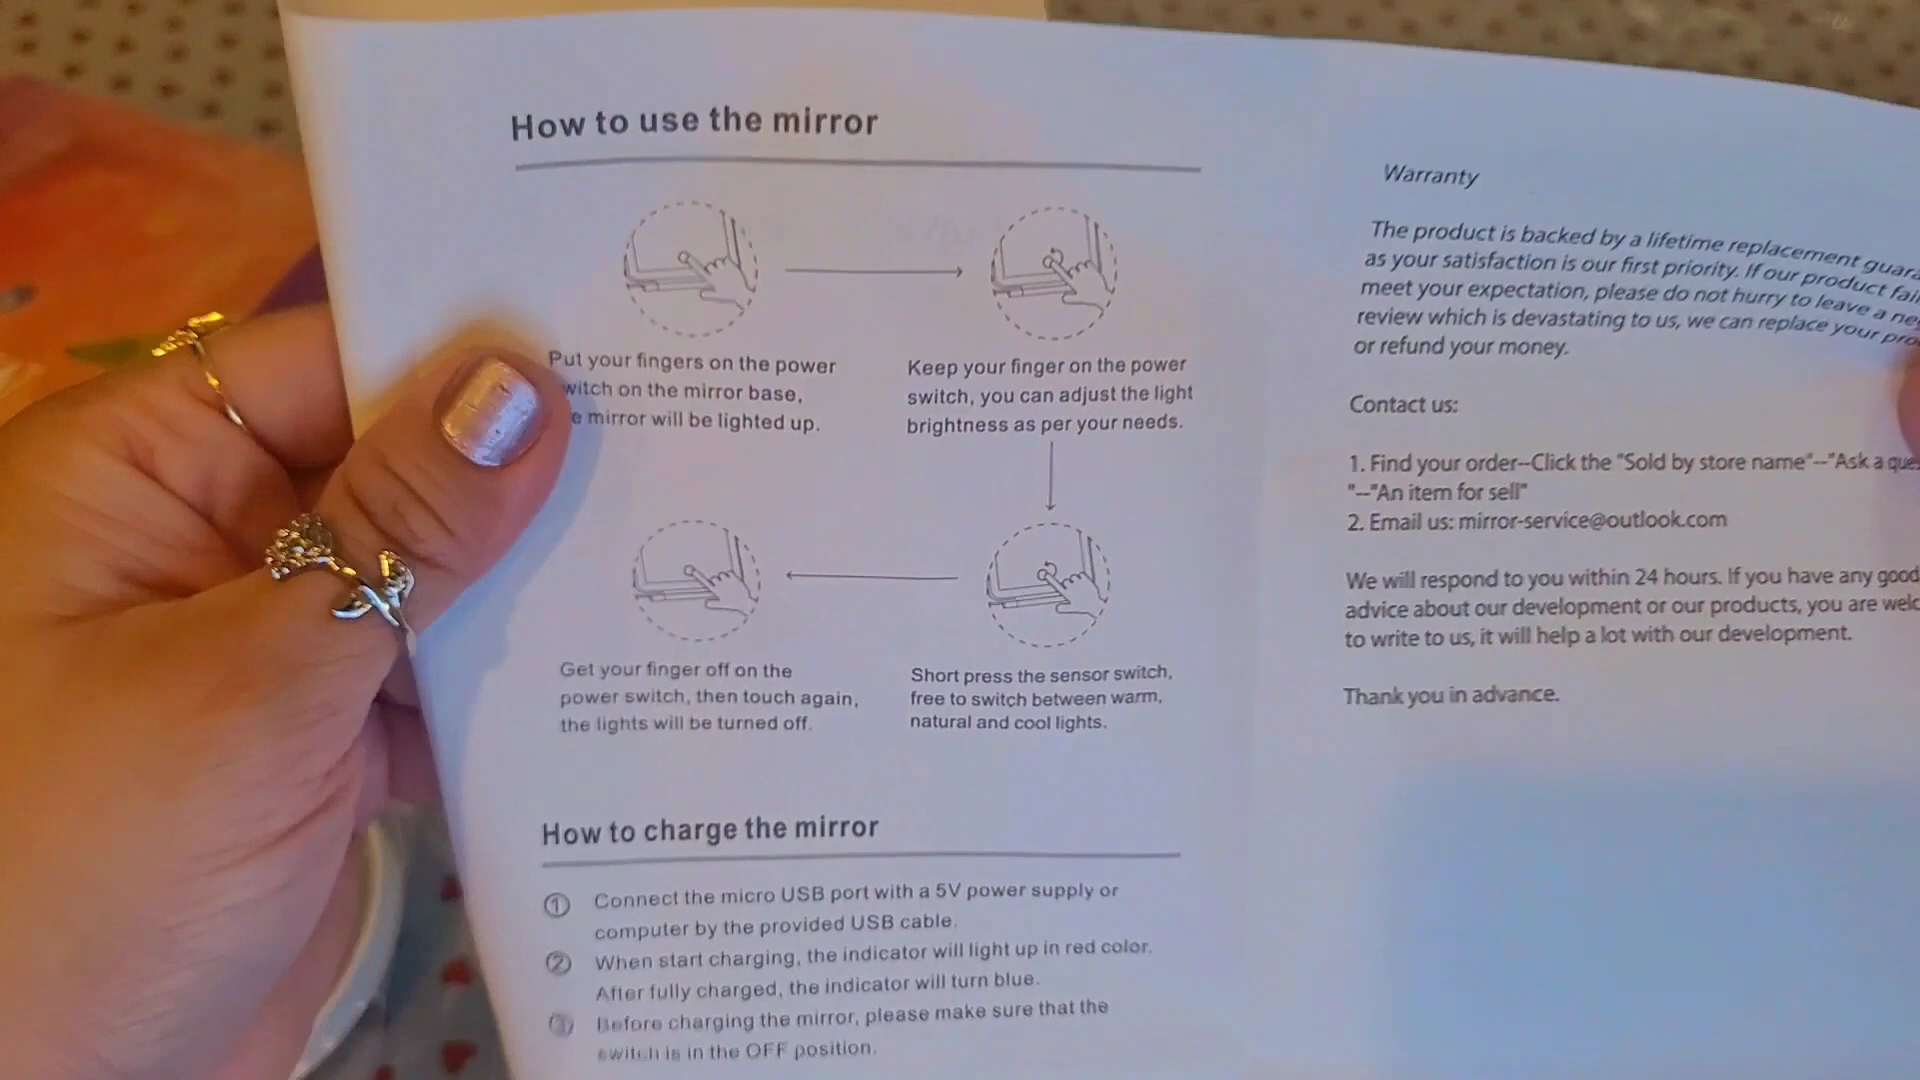 How to use the mirror
Put your fingers on the power
witch on the mirror base,
e mirror will be lighted up.
Keep your finger on the power
switch, you can adjust the light
brightness as per your needs.
Get your finger off on the
power switch, then touch again,
the lights will be turned off.
Short press the sensor switch,
free to switch between warm,
natural and cool lights.
How to charge the mirror
① Connect the micro USB port with a 5V power supply or
computer by the provided USB cable.
② When start charging, the indicator will light up in red color.
After fully charged, the indicator will turn blue.
③ Before charging the mirror, please make sure that the
switch is in the OFF position.
Warranty
The product is backed by a lifetime replacement guara
as your satisfaction is our first priority. If our product fai
meet your expectation, please do not hurry to leave a ne
review which is devastating to us, we can replace your pro
or refund your money.
Contact us:
1. Find your order--Click the "Sold by store name"--"Ask a que
"--"An item for sell"
2. Email us: mirror-service@outlook.com
We will respond to you within 24 hours. If you have any good
advice about our development or our products, you are welc
to write to us, it will help a lot with our development.
Thank you in advance.